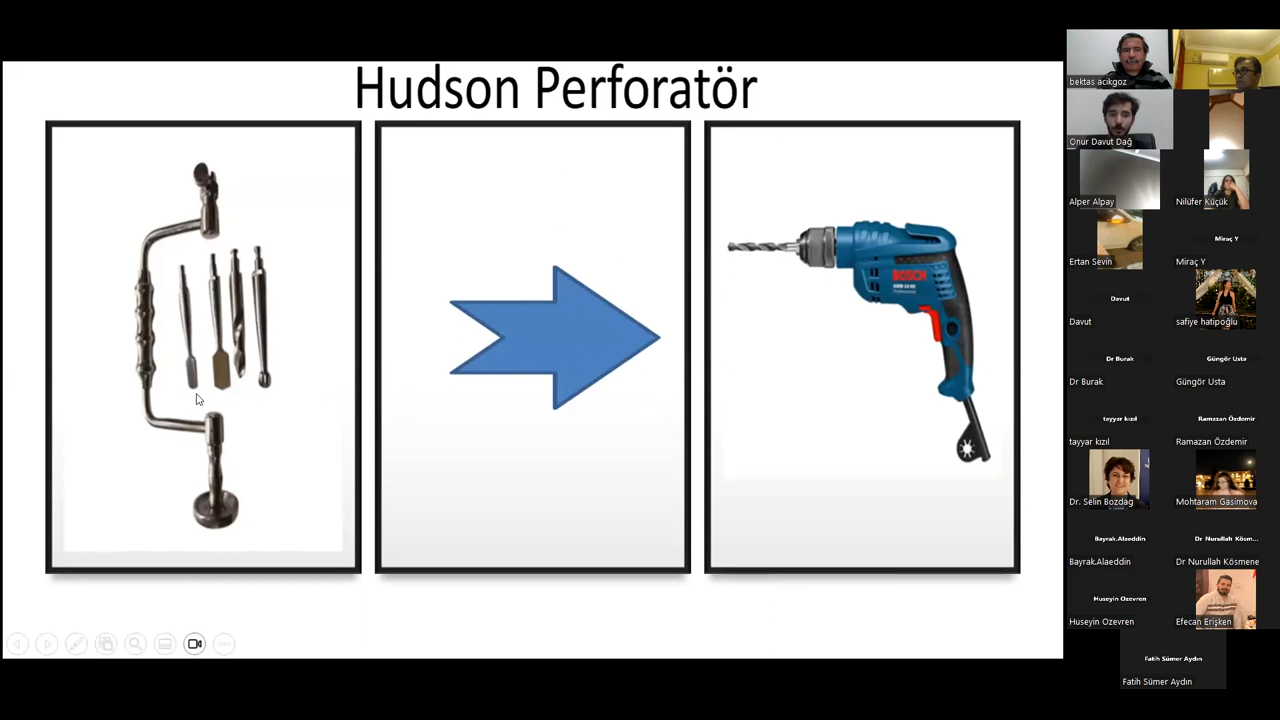 Hudson Perforatör
BOSCH
bektas acikgoz
Onur Davut Dağ
Alper Alpay
Nilüfer Küçük
Ertan Sevin
Miraç Y
Miraç Y
Davut
Davut
safiye hatipoğlu
Dr Burak
Dr Burak
Güngör Usta
Güngör Usta
tayyar kızıl
tayyar kızıl
Ramazan Özdemir
Ramazan Özdemir
Dr. Selin Bozdag
Mohtaram Gasimova
Bayrak.Alaeddin
Bayrak.Alaeddin
Dr Nurullah Kösm...
Dr Nurullah Kösmene
Huseyin Ozevren
Huseyin Ozevren
Efecan Erişken
Fatih Sümer Aydın
Fatih Sümer Aydın